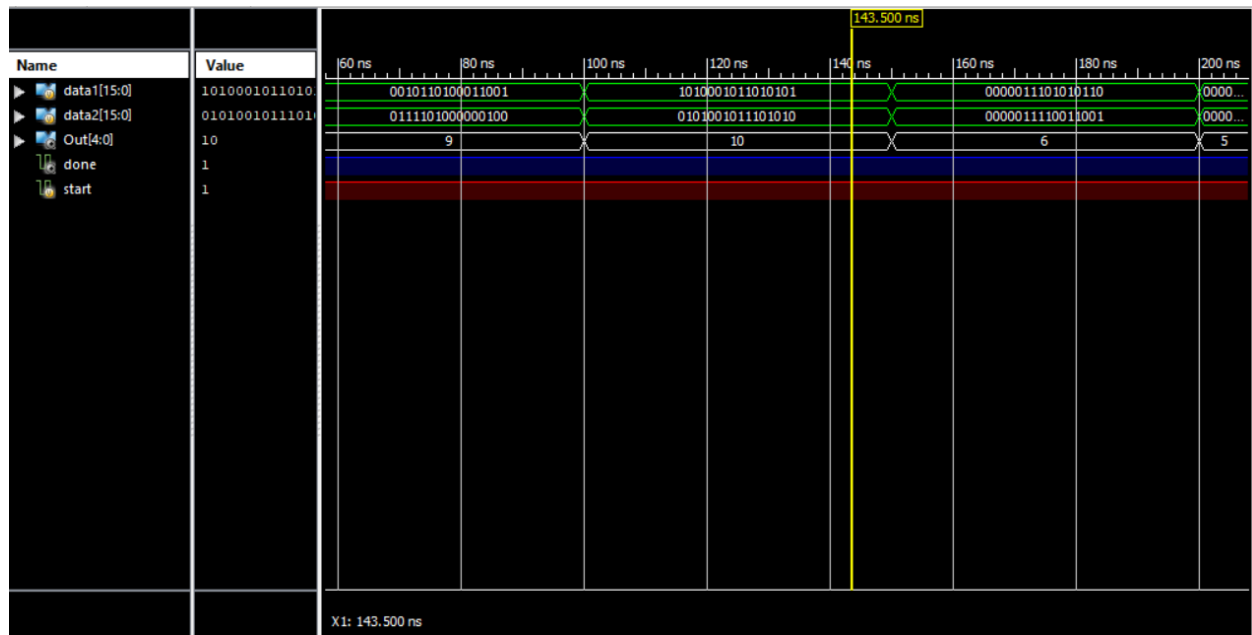 143.500 ns
Name Value 60 ns 80 ns 100 ns 120 ns 140 ns 160 ns 180 ns 200 ns
data1[15:0] 1010001011010. 0010110100011001 1010001011010101 0000011101010110 0000...
data2[15:0] 0101001011101 0111101000000100 0101001011101010 0000011110011001 0000...
Out[4:0] 10 9 10 6 5
done 1
start 1
X1: 143.500 ns